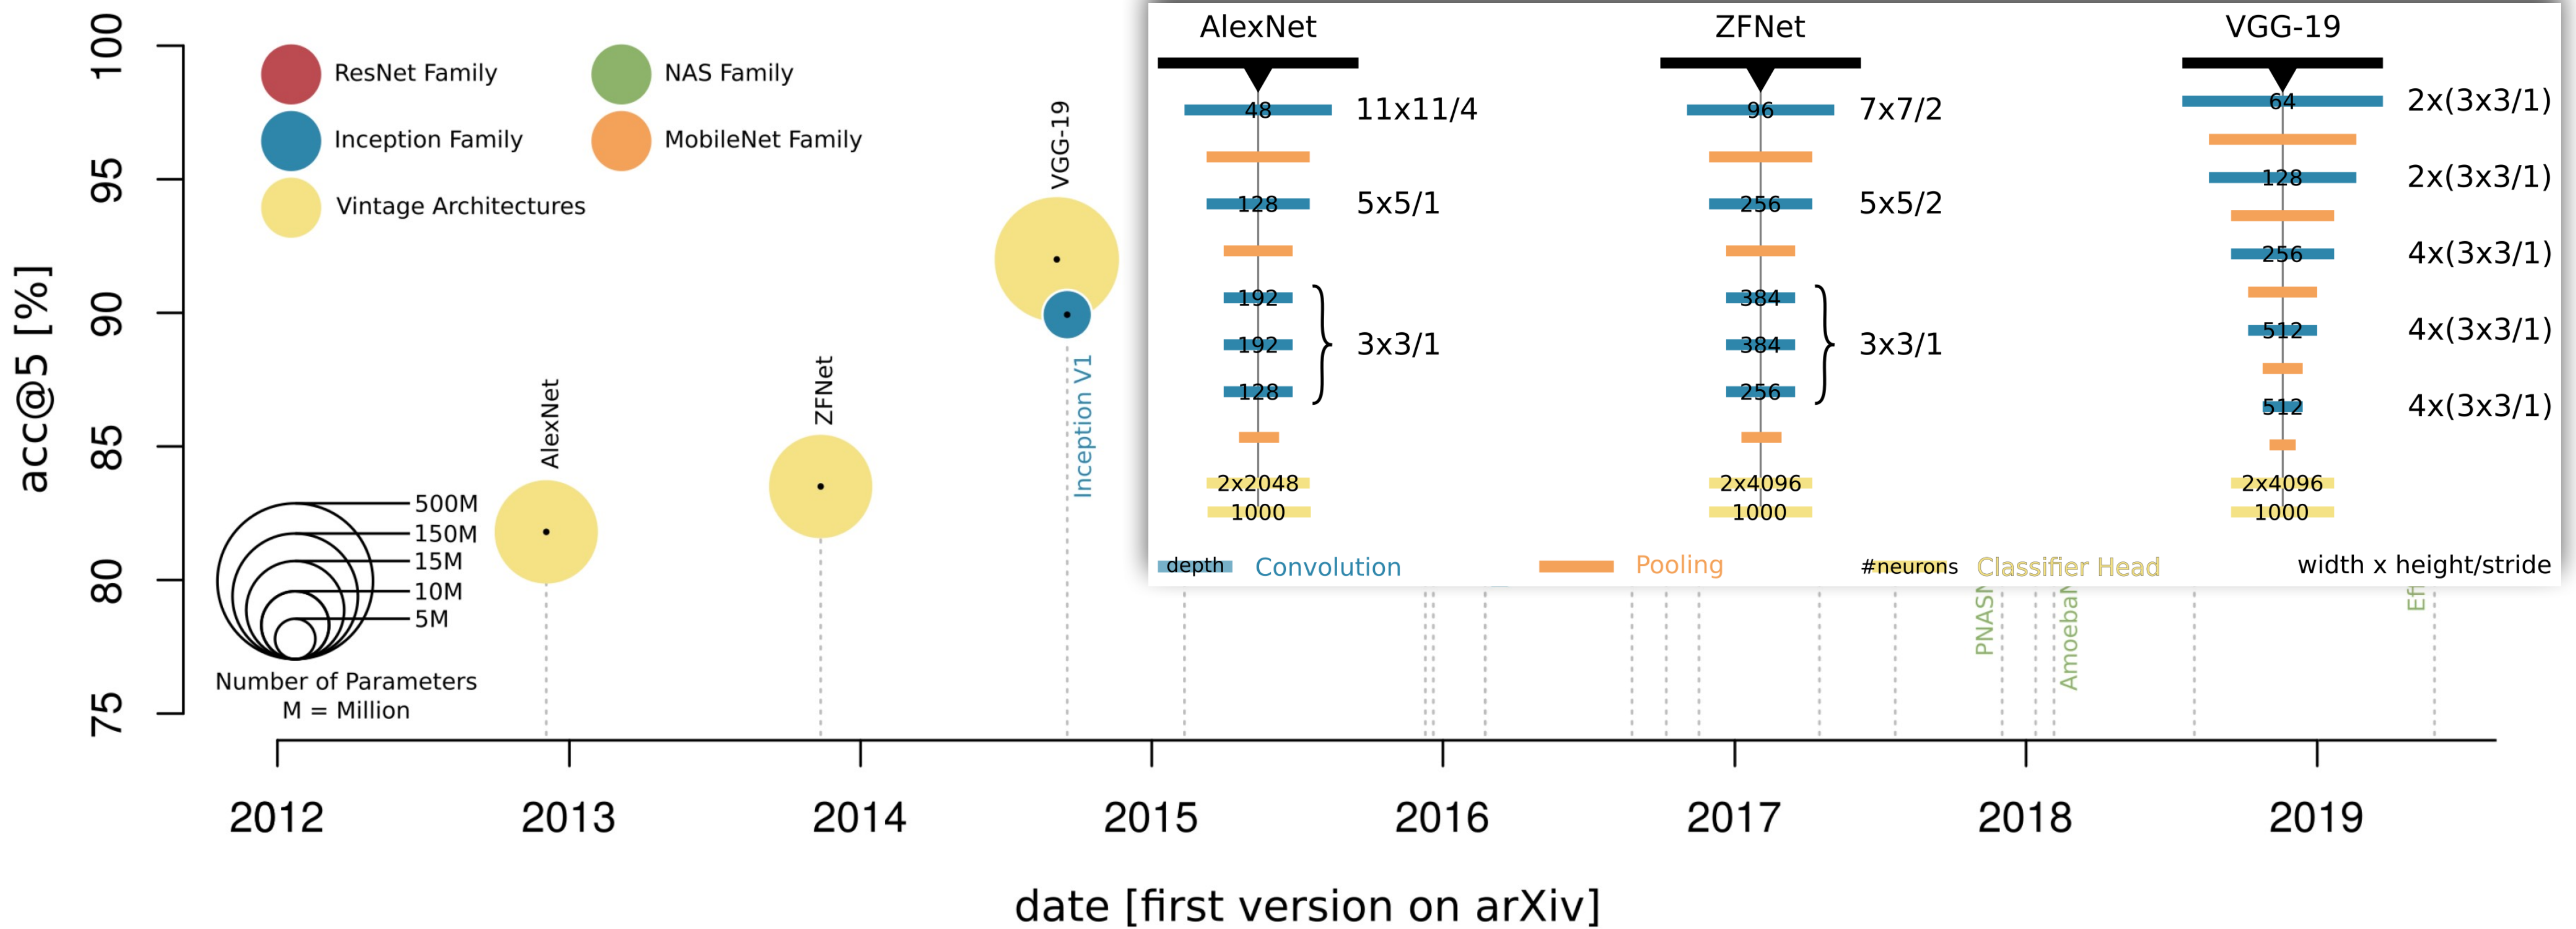 100
95
90
85
80
75
acc@5 [%]
ResNet Family
NAS Family
Inception Family
MobileNet Family
Vintage Architectures
500M
150M
15M
10M
5M
Number of Parameters
M = Million
AlexNet
ZFNet
VGG-19
Inception V1
AlexNet
48
11x11/4
128
5x5/1
192
192
3x3/1
128
2x2048
1000
ZFNet
96
7x7/2
256
5x5/2
384
384
3x3/1
256
2x4096
1000
VGG-19
64
2x(3x3/1)
128
2x(3x3/1)
256
4x(3x3/1)
512
4x(3x3/1)
512
4x(3x3/1)
2x4096
1000
depth
Convolution
Pooling
#neurons
Classifier Head
width x height/stride
2012
2013
2014
2015
2016
2017
2018
2019
date [first version on arXiv]